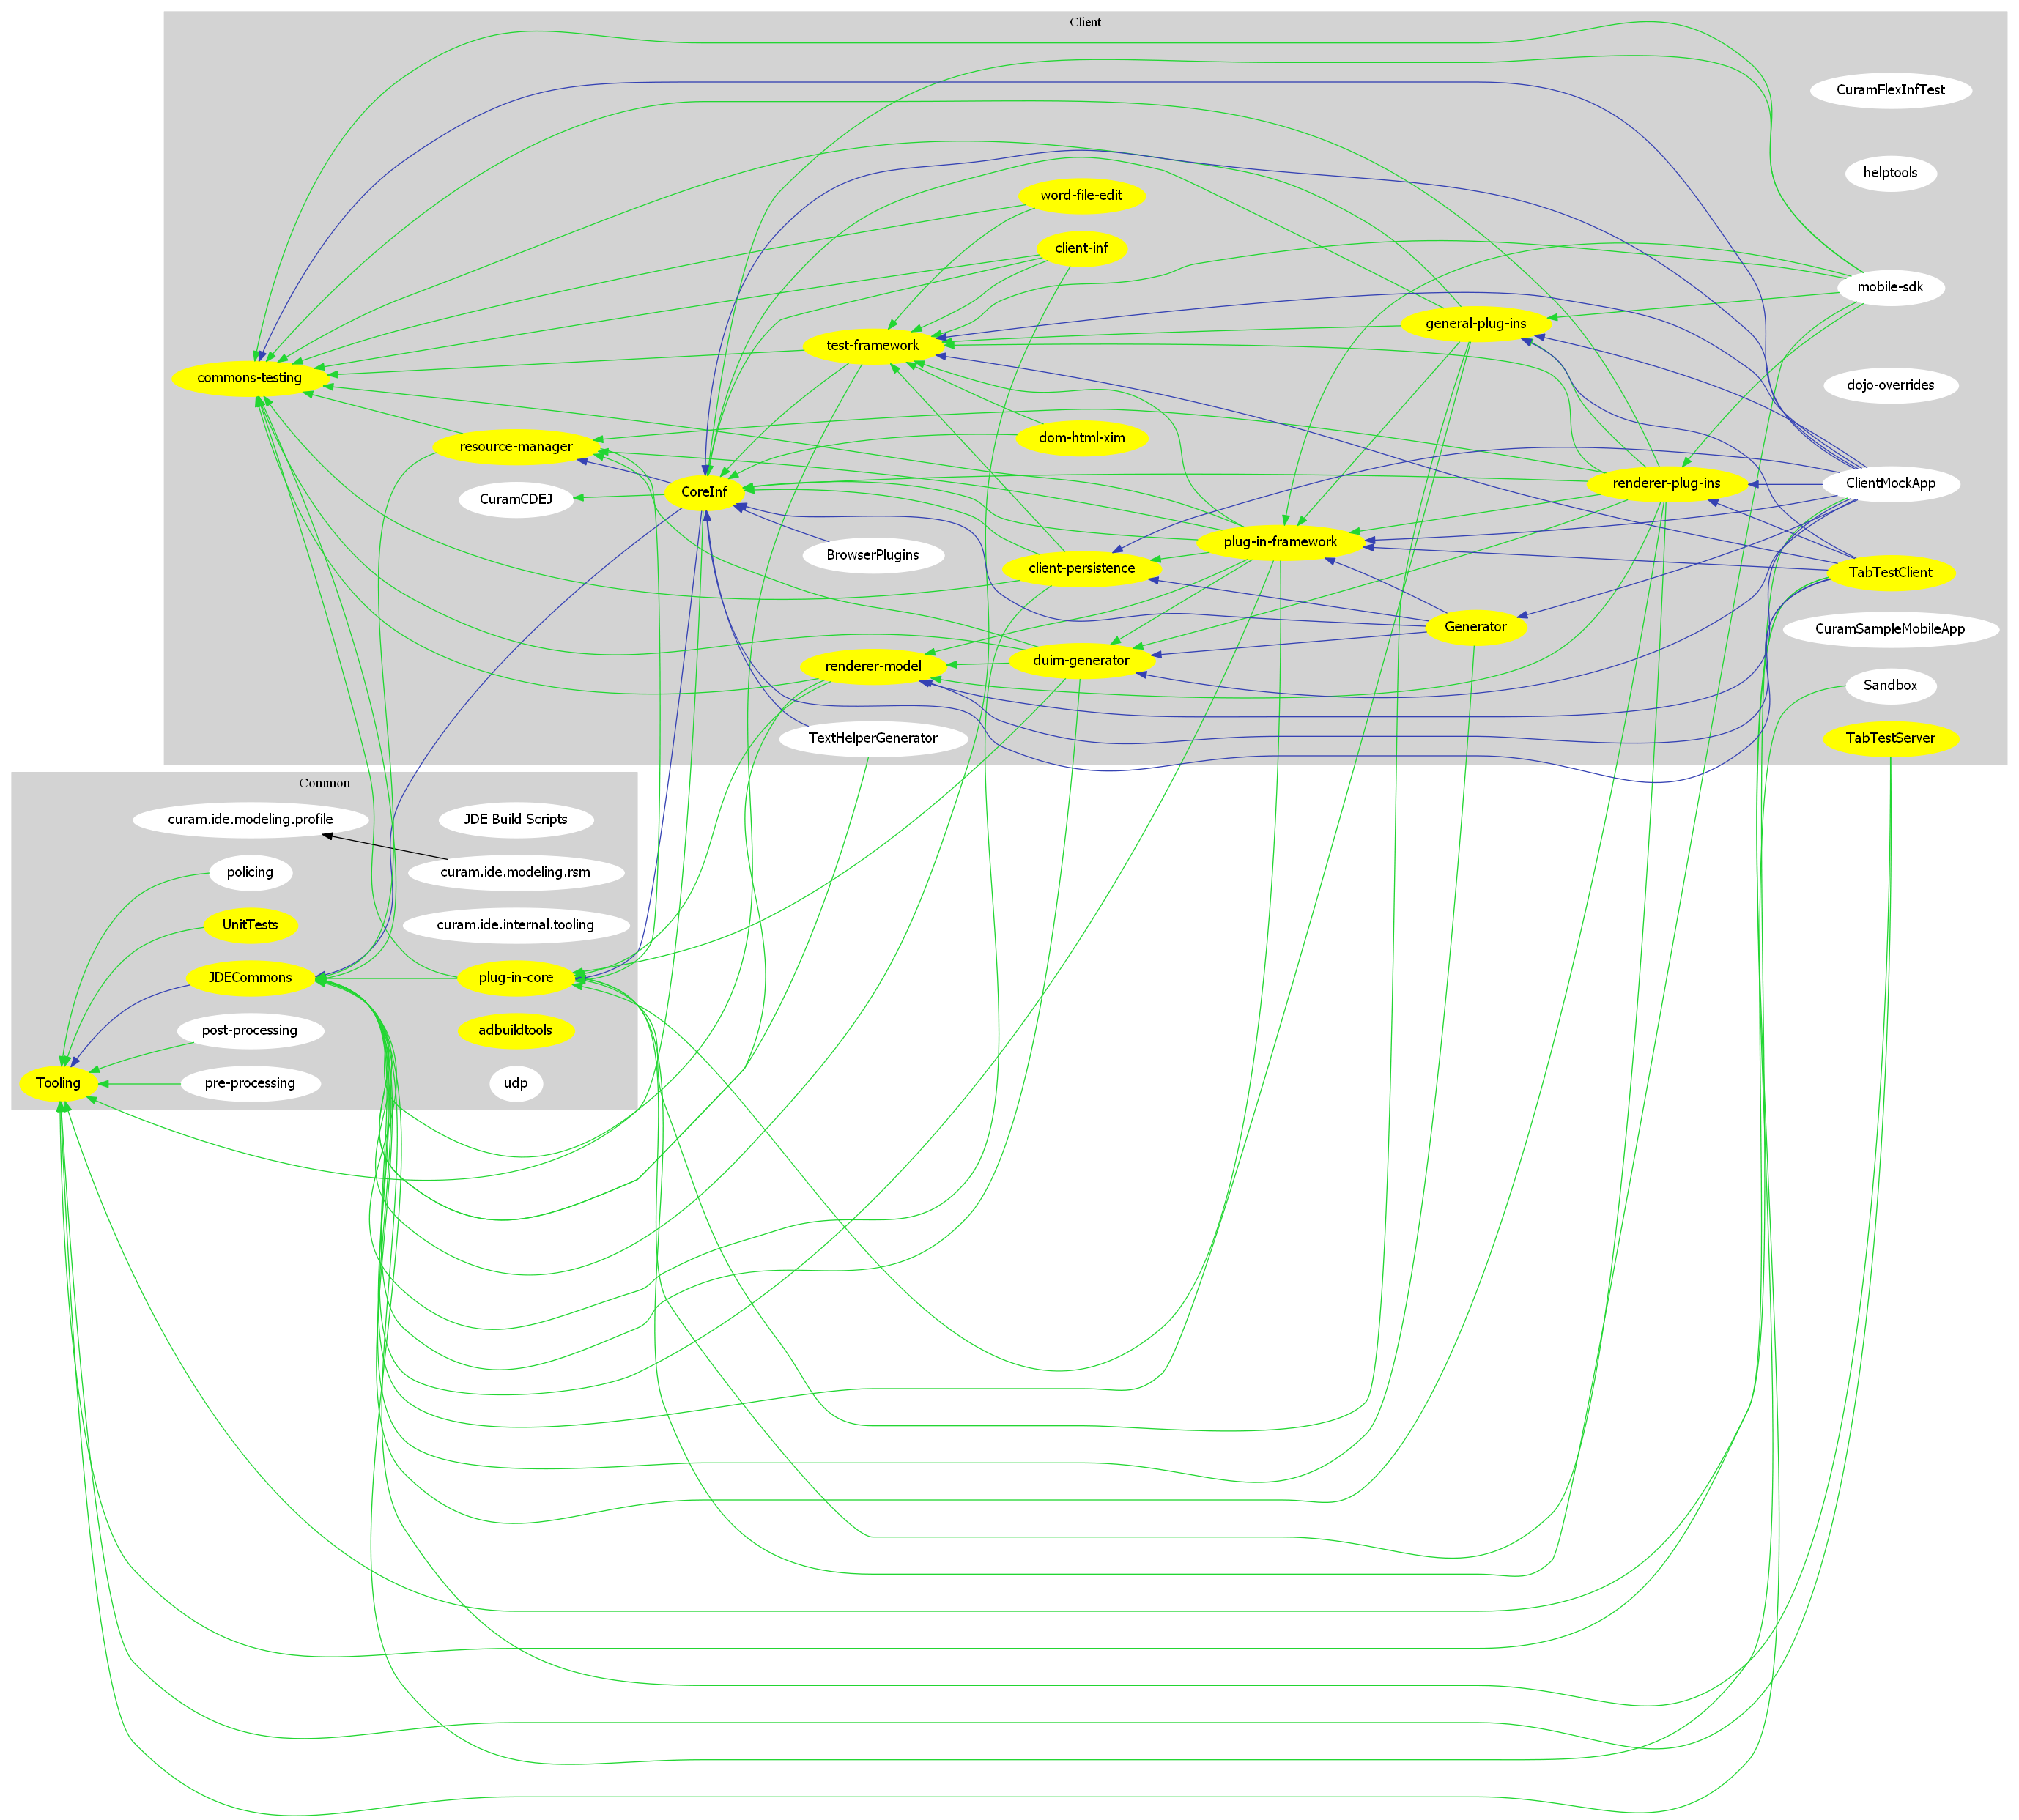 Client
CuramFlexInfTest
helptools
word-file-edit
client-inf
mobile-sdk
general-plug-ins
test-framework
commons-testing
dojo-overrides
dom-html-xim
resource-manager
renderer-plug-ins
ClientMockApp
CoreInf
CuramCDEJ
plug-in-framework
BrowserPlugins
client-persistence
TabTestClient
Generator
CuramSampleMobileApp
duim-generator
renderer-model
Sandbox
TextHelperGenerator
TabTestServer
Common
curam.ide.modeling.profile
JDE Build Scripts
policing
curam.ide.modeling.rsm
UnitTests
curam.ide.internal.tooling
JDECommons
plug-in-core
post-processing
adbuildtools
Tooling
pre-processing
udp